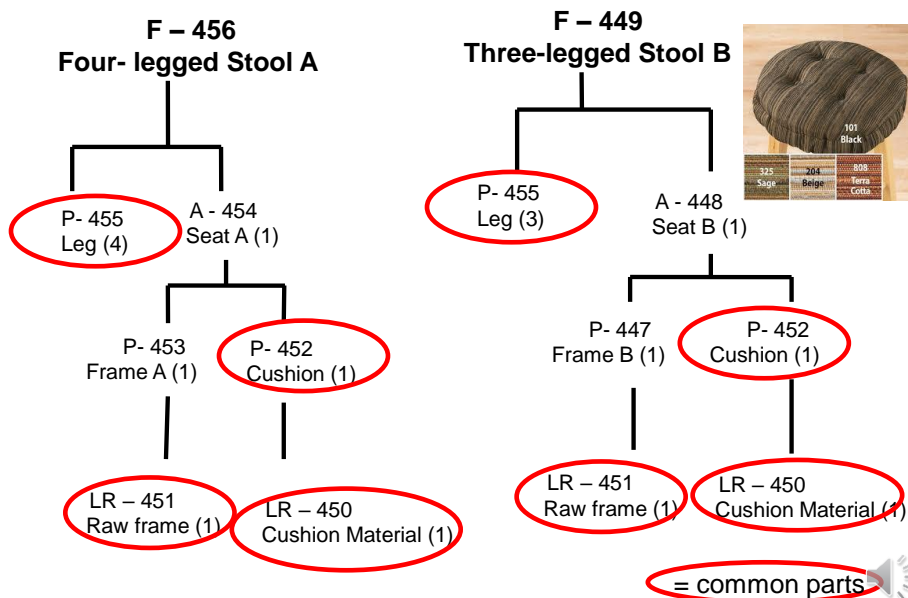 F – 456
Four- legged Stool A
P- 455
Leg (4)
A - 454
Seat A (1)
P- 453
Frame A (1)
P- 452
Cushion (1)
LR – 451
Raw frame (1)
LR – 450
Cushion Material (1)
F – 449
Three-legged Stool B
P- 455
Leg (3)
A - 448
Seat B (1)
P- 447
Frame B (1)
P- 452
Cushion (1)
LR – 451
Raw frame (1)
LR – 450
Cushion Material (1)
101
Black
325
Sage
204
Beige
808
Terra
Cotta
= common parts